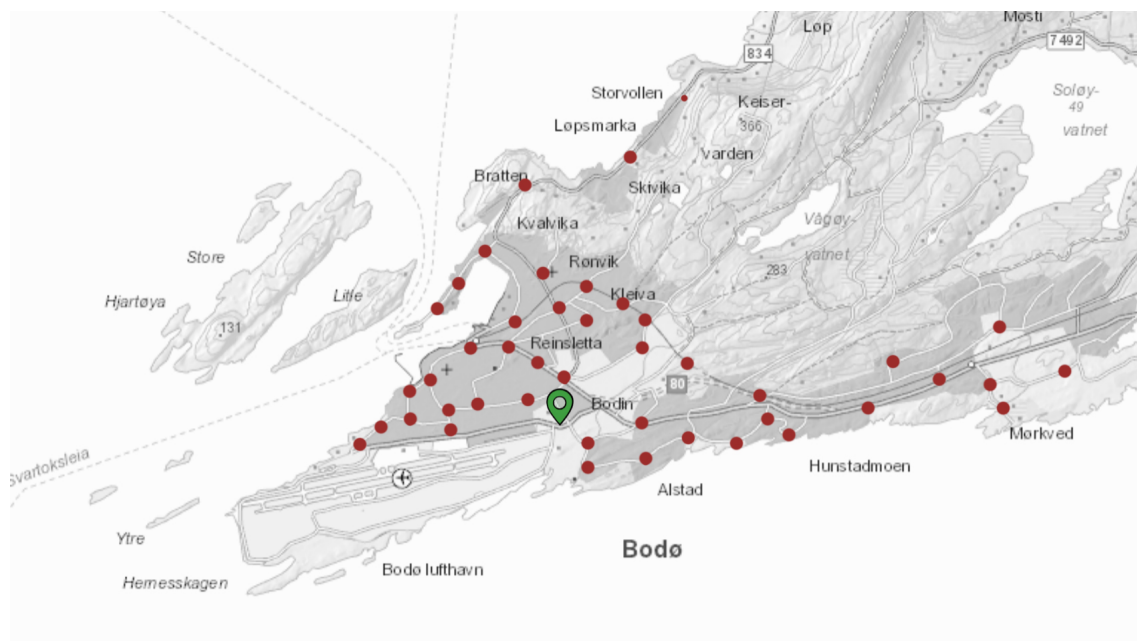 Mosti
Løp
7492
834
Storvollen
Keiser-
Soløy-
49
vatnet
366
Løpsmarka
varden
Bratten
Skivika
Kvalvika
Vågøy-
vatnet
Store
Rønvik
283
Hjartøya
Litle
Kleiva
131
Reinsletta
80
Bodin
Mørkved
Svartoksleia
Hunstadmoen
Alstad
Ytre
Bodø
Bodø lufthavn
Hernesskagen